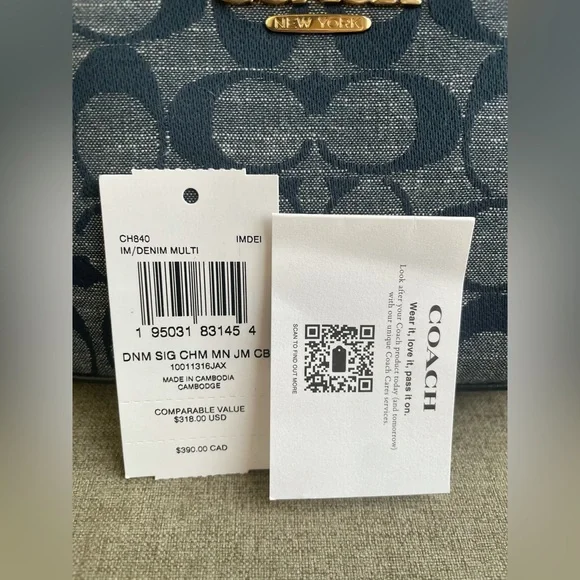 NEW YORK
CH840 IMDEI
IM/DENIM MULTI
1 95031 83145 4
DNM SIG CHM MN JM CB
10011316JAX
MADE IN CAMBODIA
CAMBODGE
COMPARABLE VALUE
$318.00 USD
$390.00 CAD
COACH
Wear it, love it, pass it on.
Look after your Coach product today (and tomorrow)
with our unique Coach Cares services.
SCAN TO FIND OUT MORE